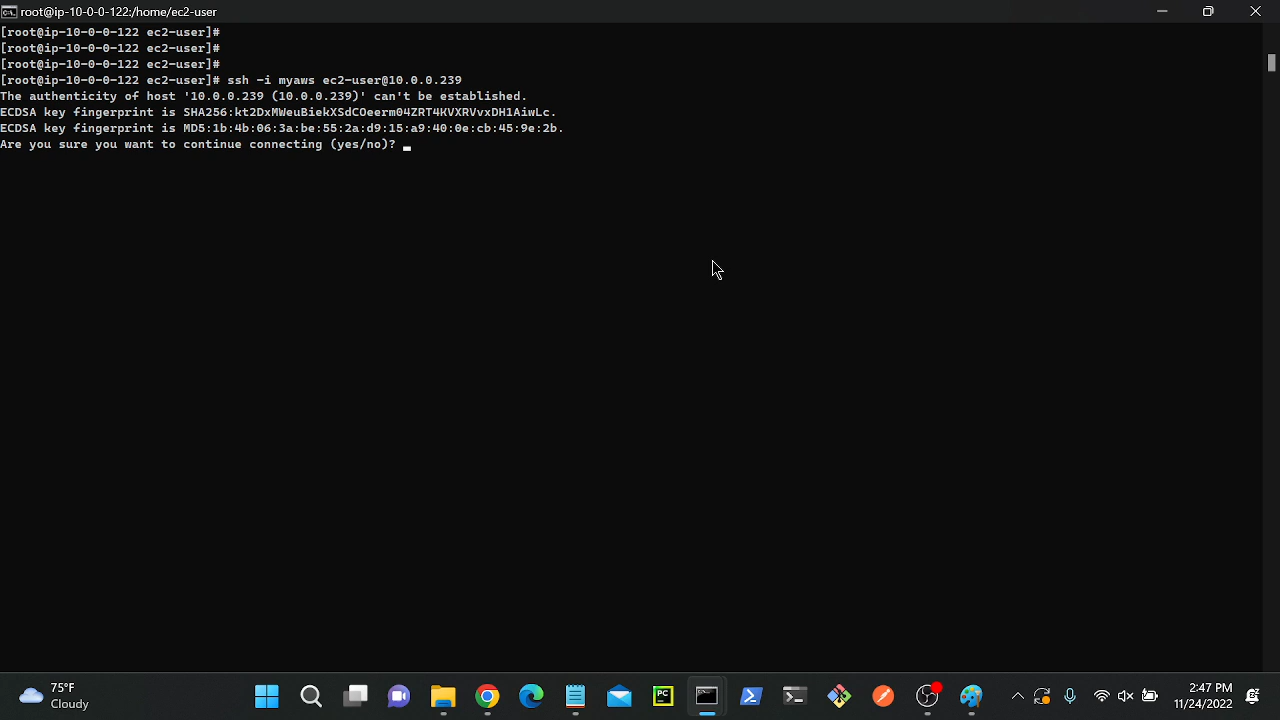 root@ip-10-0-0-122:/home/ec2-user
[root@ip-10-0-0-122 ec2-user]#
[root@ip-10-0-0-122 ec2-user]#
[root@ip-10-0-0-122 ec2-user]#
[root@ip-10-0-0-122 ec2-user]# ssh -i myaws ec2-user@10.0.0.239
The authenticity of host '10.0.0.239 (10.0.0.239)' can't be established.
ECDSA key fingerprint is SHA256:kt2DxMWeuBiekXSdCOeerm04ZRT4KVXRVvxDH1AiwLc.
ECDSA key fingerprint is MD5:1b:4b:06:3a:be:55:2a:d9:15:a9:40:0e:cb:45:9e:2b.
Are you sure you want to continue connecting (yes/no)?
75°F
Cloudy
PC
2:47 PM
11/24/2022